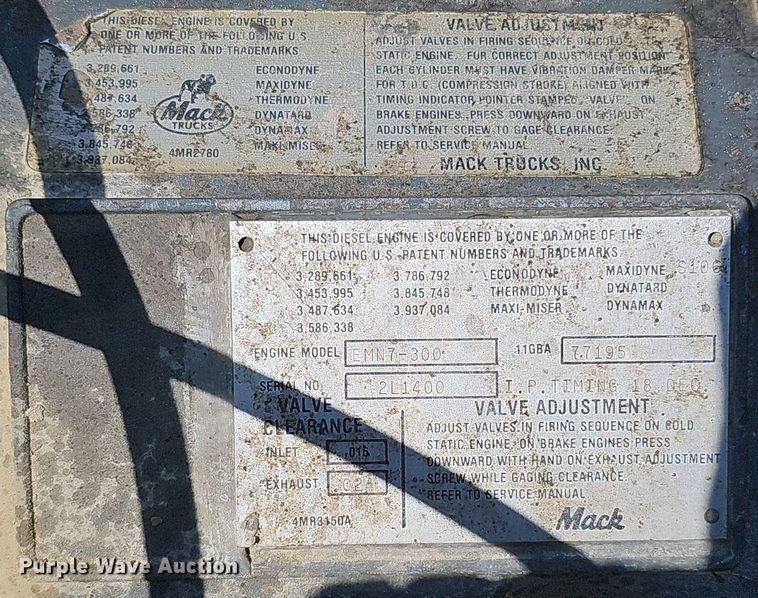 THIS DIESEL ENGINE IS COVERED BY
ONE OR MORE OF THE FOLLOWING U.S.
PATENT NUMBERS AND TRADEMARKS
3,289,661 ECONODYNE
3,453,995 MAXIDYNE
3,487,634 THERMODYNE
3,586,338 DYNATARD
3,786,792 DYNAMAX
3,845,748 MAXI-MISER
3,937,084
Mack
TRUCKS
4MR2780
VALVE ADJUSTMENT
ADJUST VALVES IN FIRING SEQUENCE ON COLD
STATIC ENGINE. FOR CORRECT ADJUSTMENT POSITION
EACH CYLINDER MUST HAVE VIBRATION DAMPER MARK
FOR T.D.C. (COMPRESSION STROKE) ALIGNED WITH
TIMING INDICATOR POINTER STAMPED "VALVE". ON
BRAKE ENGINES, PRESS DOWNWARD ON EXHAUST
ADJUSTMENT SCREW TO GAGE CLEARANCE.
REFER TO SERVICE MANUAL
MACK TRUCKS, INC
THIS DIESEL ENGINE IS COVERED BY ONE OR MORE OF THE
FOLLOWING U.S. PATENT NUMBERS AND TRADEMARKS.
3,289,661 3,786,792 ECONODYNE MAXIDYNE
3,453,995 3,845,748 THERMODYNE DYNATARD
3,487,634 3,937,084 MAXI-MISER DYNAMAX
3,586,338
ENGINE MODEL EMN7-300 11GBA 77195
SERIAL NO. 2L1400 I.P. TIMING 18 DEG.
VALVE
CLEARANCE
INLET .016
EXHAUST .024
4MR3150A
VALVE ADJUSTMENT
ADJUST VALVES IN FIRING SEQUENCE ON COLD
STATIC ENGINE. ON BRAKE ENGINES PRESS
DOWNWARD WITH HAND ON EXHAUST ADJUSTMENT
SCREW WHILE GAGING CLEARANCE.
REFER TO SERVICE MANUAL
Mack
Purple Wave Auction